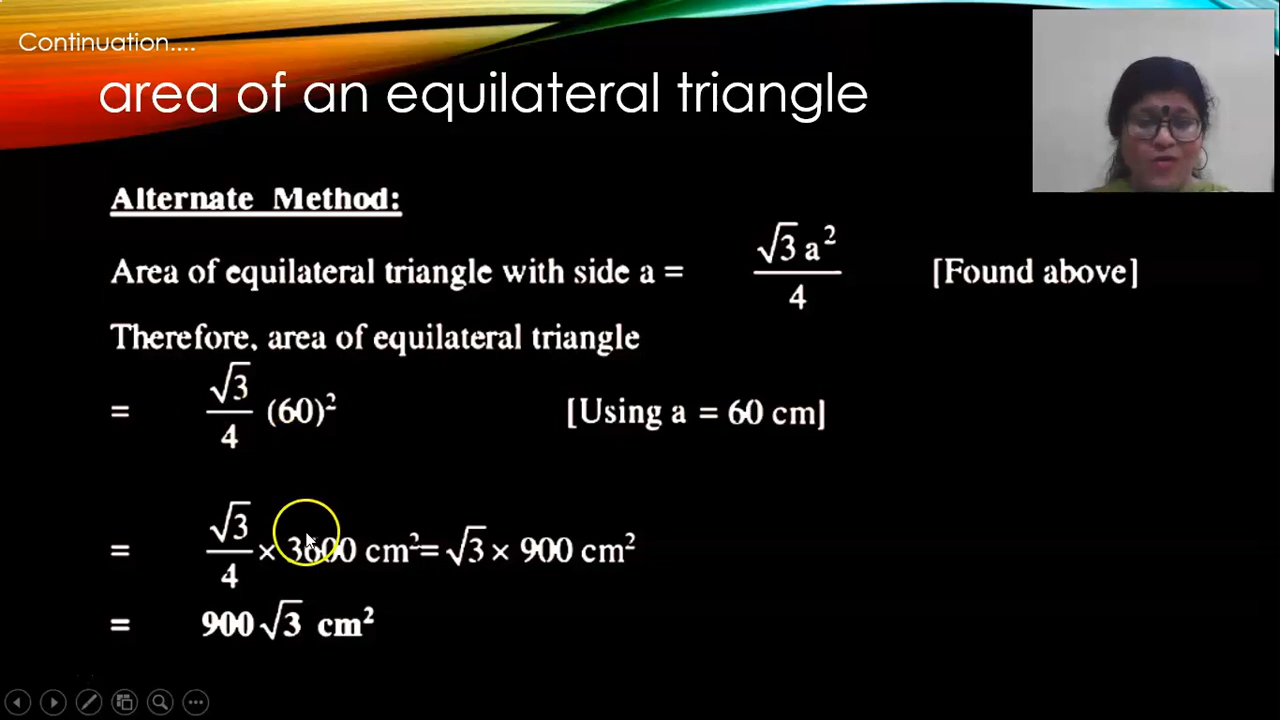 Continuation....
area of an equilateral triangle
Alternate Method:
Area of equilateral triangle with side a = √3 a² / 4 [Found above]
Therefore, area of equilateral triangle
= √3/4 (60)² [Using a = 60 cm]
= √3/4 × 3600 cm² = √3 × 900 cm²
= 900√3 cm²